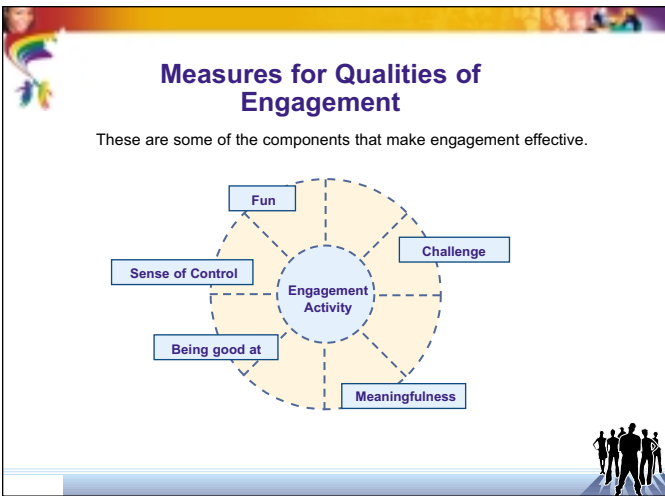 Measures for Qualities of
Engagement
These are some of the components that make engagement effective.
Fun
Challenge
Sense of Control
Engagement
Activity
Being good at
Meaningfulness